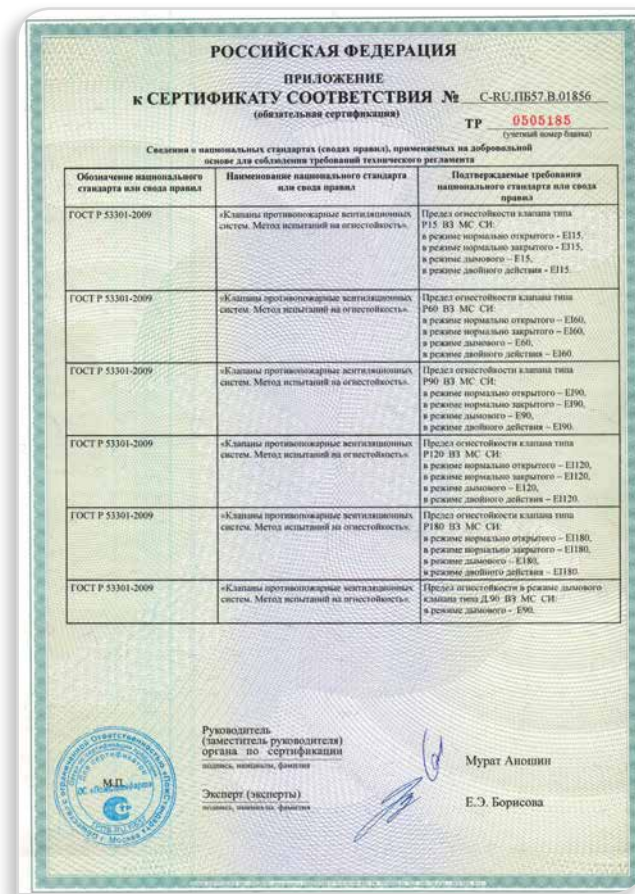 РОССИЙСКАЯ ФЕДЕРАЦИЯ
ПРИЛОЖЕНИЕ
К СЕРТИФИКАТУ СООТВЕТСТВИЯ № C-RU.ПБ57.В.01856
(обязательная сертификация)
ТР 0505185
(учетный номер бланка)
Сведения о национальных стандартах (сводах правил), применяемых на добровольной
основе для соблюдения требований технического регламента
Обозначение национального
стандарта или свода правил
Наименование национального стандарта
или свода правил
Подтверждаемые требования
национального стандарта или свода
правил
ГОСТ Р 53301-2009
«Клапаны противопожарные вентиляционных
систем. Метод испытаний на огнестойкость».
Предел огнестойкости клапана типа
Р15 ВЗ МС СИ:
в режиме нормально открытого - EI15,
в режиме нормально закрытого - EI15,
в режиме дымового – E15,
в режиме двойного действия - EI15.
ГОСТ Р 53301-2009
«Клапаны противопожарные вентиляционных
систем. Метод испытаний на огнестойкость».
Предел огнестойкости клапана типа
Р60 ВЗ МС СИ:
в режиме нормально открытого – EI60,
в режиме нормально закрытого – EI60,
в режиме дымового – E60,
в режиме двойного действия – EI60.
ГОСТ Р 53301-2009
«Клапаны противопожарные вентиляционных
систем. Метод испытаний на огнестойкость».
Предел огнестойкости клапана типа
Р90 ВЗ МС СИ:
в режиме нормально открытого – EI90,
в режиме нормально закрытого – EI90,
в режиме дымового – E90,
в режиме двойного действия – EI90.
ГОСТ Р 53301-2009
«Клапаны противопожарные вентиляционных
систем. Метод испытаний на огнестойкость».
Предел огнестойкости клапана типа
Р120 ВЗ МС СИ:
в режиме нормально открытого – EI120,
в режиме нормально закрытого – EI120,
в режиме дымового – E120,
в режиме двойного действия – EI120.
ГОСТ Р 53301-2009
«Клапаны противопожарные вентиляционных
систем. Метод испытаний на огнестойкость».
Предел огнестойкости клапана типа
Р180 ВЗ МС СИ:
в режиме нормально открытого – EI180,
в режиме нормально закрытого – EI180,
в режиме дымового – E180,
в режиме двойного действия – EI180.
ГОСТ Р 53301-2009
«Клапаны противопожарные вентиляционных
систем. Метод испытаний на огнестойкость».
Предел огнестойкости в режиме дымового
клапана типа Д 90 ВЗ МС СИ:
в режиме дымового - E90.
Руководитель
(заместитель руководителя)
органа по сертификации
подпись, инициалы, фамилия
Мурат Аношин
М.П.
Эксперт (эксперты)
подпись, инициалы, фамилия
Е.Э. Борисова